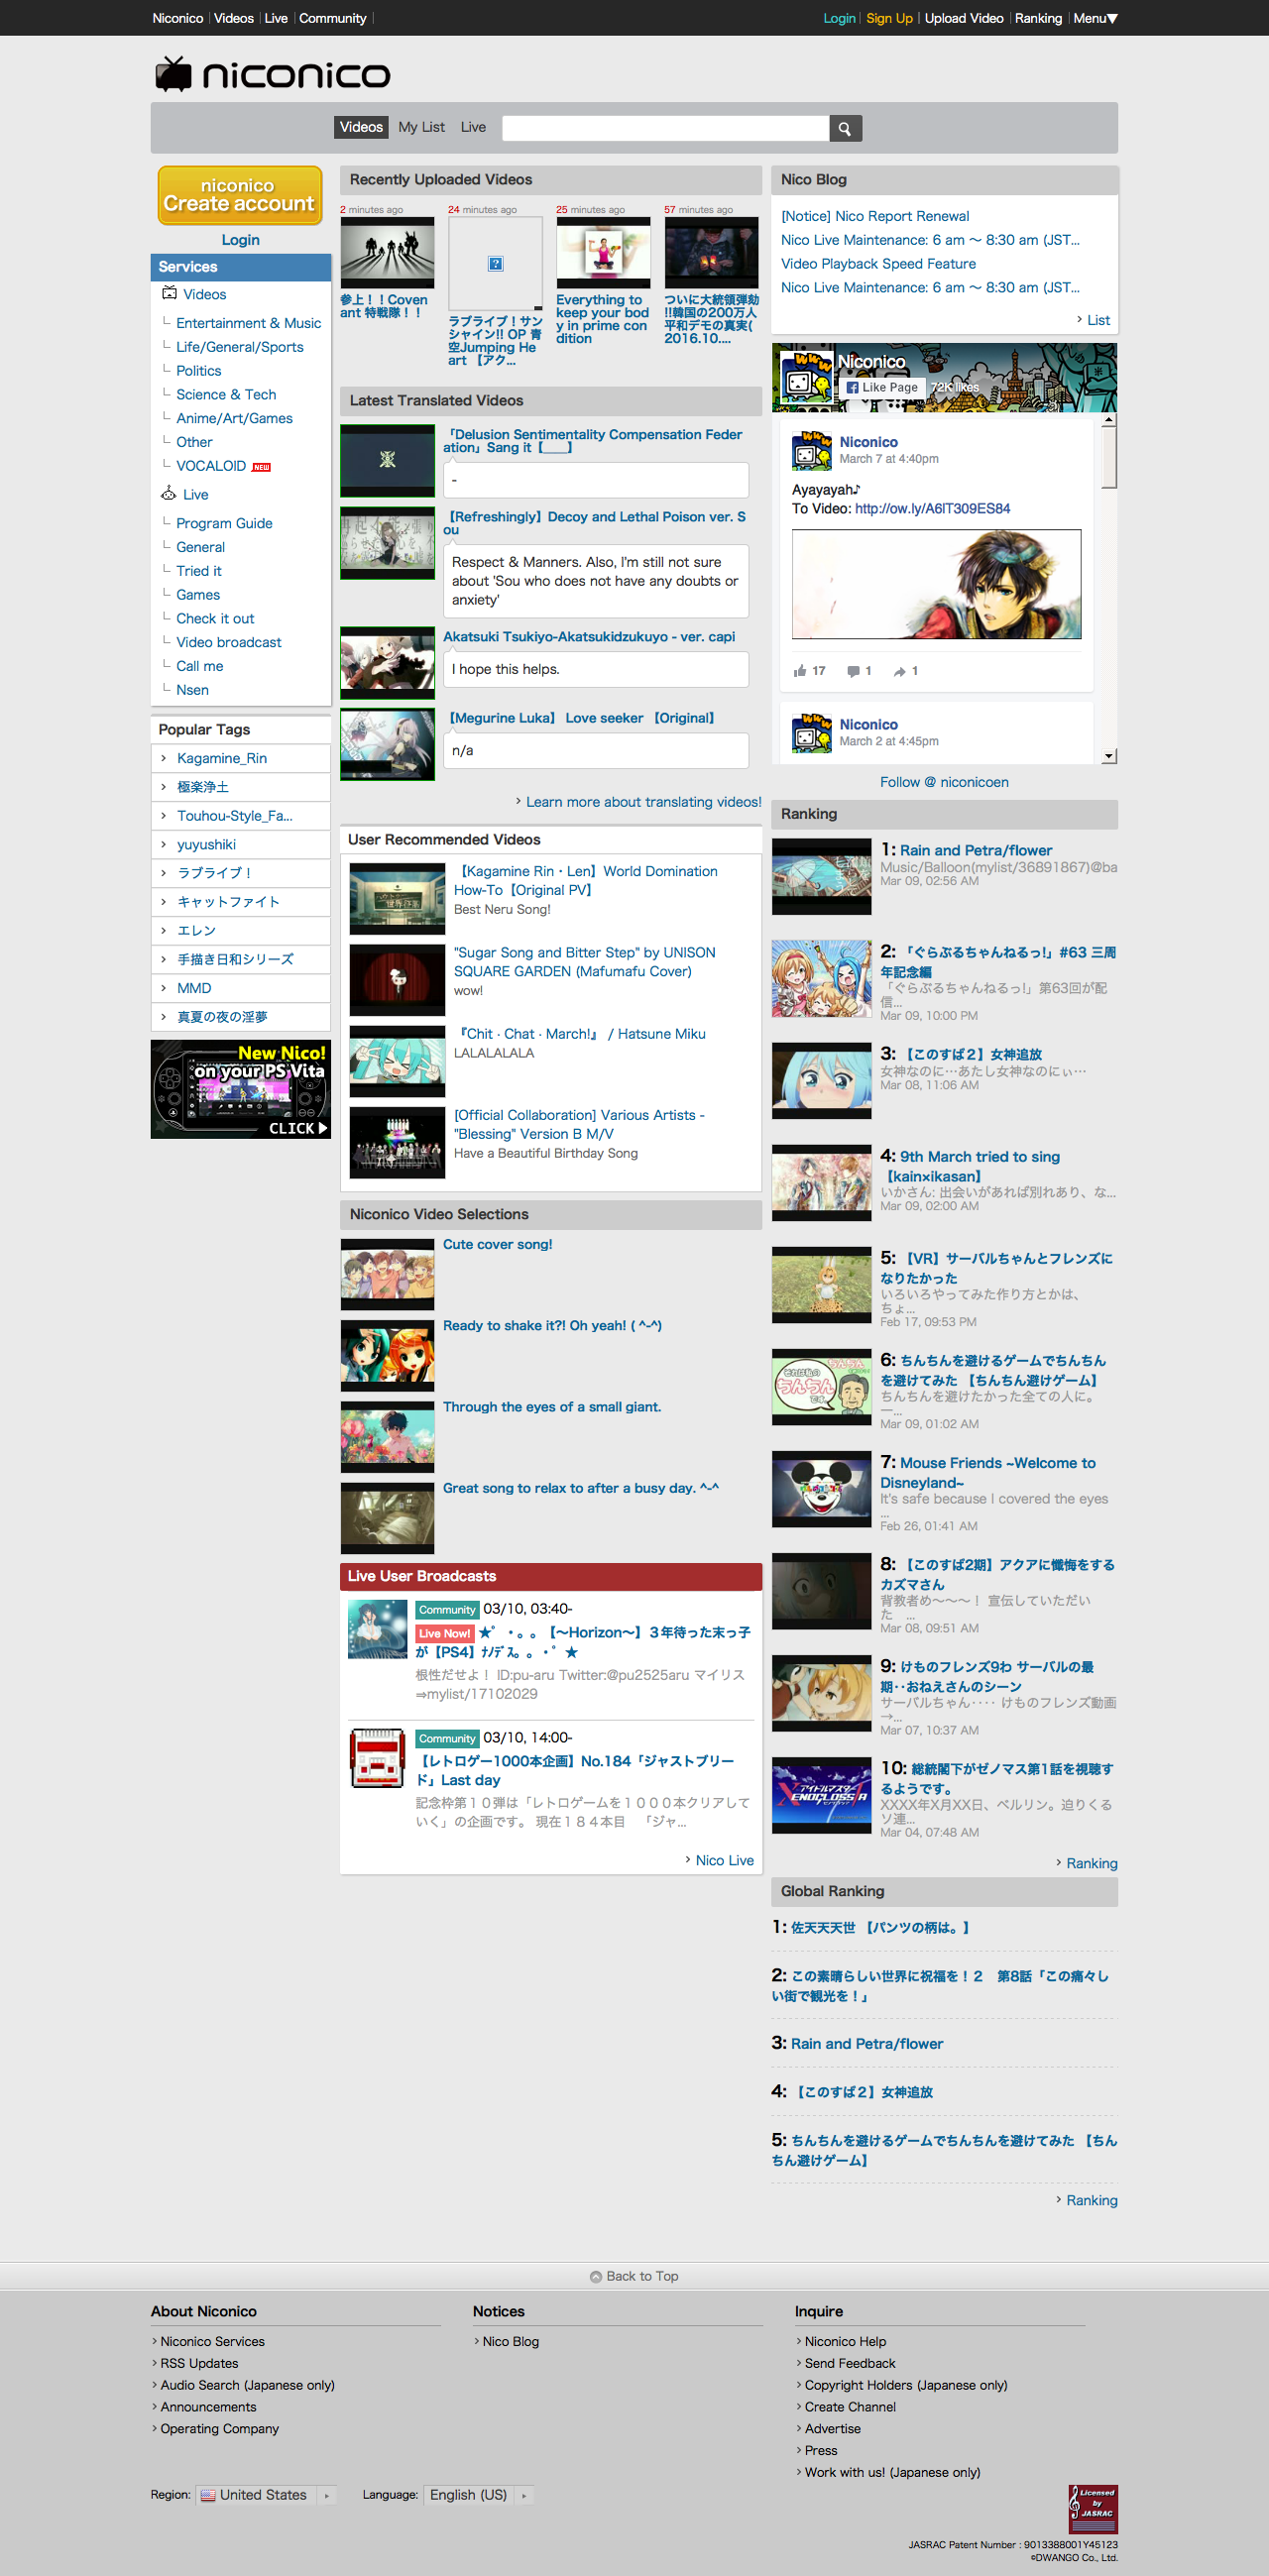 Niconico
Videos
Live
Community
Login
Sign Up
Upload Video
Ranking
Menu▼
niconico
Videos
My List
Live
niconico
Create account
Login
Services
Videos
Entertainment & Music
Life/General/Sports
Politics
Science & Tech
Anime/Art/Games
Other
VOCALOID NEW
Live
Program Guide
General
Tried it
Games
Check it out
Video broadcast
Call me
Nsen
Popular Tags
Kagamine_Rin
極楽浄土
Touhou-Style_Fa...
yuyushiki
ラブライブ！
キャットファイト
エレン
手描き日和シリーズ
MMD
真夏の夜の淫夢
New Nico!
on your PS Vita
CLICK
Recently Uploaded Videos
2 minutes ago
参上！！Coven
ant 特戦隊！！
24 minutes ago
ラブライブ！サン
シャイン!! OP 青
空Jumping He
art 【アク...
25 minutes ago
Everything to
keep your bod
y in prime con
dition
57 minutes ago
ついに大統領弾劾
!!韓国の200万人
平和デモの真実(
2016.10....
Latest Translated Videos
「Delusion Sentimentality Compensation Feder
ation」Sang it【____】
-
【Refreshingly】Decoy and Lethal Poison ver. S
ou
Respect & Manners. Also, I'm still not sure
about 'Sou who does not have any doubts or
anxiety'
Akatsuki Tsukiyo-Akatsukidzukuyo - ver. capi
I hope this helps.
【Megurine Luka】 Love seeker 【Original】
n/a
Learn more about translating videos!
User Recommended Videos
【Kagamine Rin・Len】World Domination
How-To【Original PV】
Best Neru Song!
"Sugar Song and Bitter Step" by UNISON
SQUARE GARDEN (Mafumafu Cover)
wow!
『Chit · Chat · March!』 / Hatsune Miku
LALALALALA
[Official Collaboration] Various Artists -
"Blessing" Version B M/V
Have a Beautiful Birthday Song
Niconico Video Selections
Cute cover song!
Ready to shake it?! Oh yeah! ( ^-^)
Through the eyes of a small giant.
Great song to relax to after a busy day. ^-^
Live User Broadcasts
Community 03/10, 03:40-
Live Now! ★゜・。。【～Horizon～】３年待った末っ子
が【PS4】ﾅﾉﾃﾞｽ。。・゜★
根性だせよ！ ID:pu-aru Twitter:@pu2525aru マイリス
⇒mylist/17102029
Community 03/10, 14:00-
【レトロゲー1000本企画】No.184「ジャストブリー
ド」Last day
記念枠第１０弾は「レトロゲームを１０００本クリアして
いく」の企画です。 現在１８４本目　「ジャ...
Nico Live
Nico Blog
[Notice] Nico Report Renewal
Nico Live Maintenance: 6 am ～ 8:30 am (JST...
Video Playback Speed Feature
Nico Live Maintenance: 6 am ～ 8:30 am (JST...
List
Niconico
Like Page
72K likes
Niconico
March 7 at 4:40pm
Ayayayah♪
To Video: http://ow.ly/A6lT309ES84
17
1
1
Niconico
March 2 at 4:45pm
Follow @ niconicoen
Ranking
1: Rain and Petra/flower
Music/Balloon(mylist/36891867)@ba
Mar 09, 02:56 AM
2: 「ぐらぶるちゃんねるっ!」#63 三周
年記念編
「ぐらぶるちゃんねるっ!」第63回が配
信...
Mar 09, 10:00 PM
3: 【このすば２】女神追放
女神なのに…あたし女神なのにぃ…
Mar 08, 11:06 AM
4: 9th March tried to sing
【kain×ikasan】
いかさん: 出会いがあれば別れあり、な...
Mar 09, 02:00 AM
5: 【VR】サーバルちゃんとフレンズに
なりたかった
いろいろやってみた作り方とかは、
ちょ...
Feb 17, 09:53 PM
6: ちんちんを避けるゲームでちんちん
を避けてみた 【ちんちん避けゲーム】
ちんちんを避けたかった全ての人に。
ー...
Mar 09, 01:02 AM
それは私の
ちんちん
です。
7: Mouse Friends ~Welcome to
Disneyland~
It's safe because I covered the eyes
...
Feb 26, 01:41 AM
8: 【このすば2期】アクアに懺悔をする
カズマさん
背教者め～～～！ 宣伝していただい
た　...
Mar 08, 09:51 AM
9: けものフレンズ9わ サーバルの最
期‥おねえさんのシーン
サーバルちゃん‥‥ けものフレンズ動画
→...
Mar 07, 10:37 AM
10: 総統閣下がゼノマス第1話を視聴す
るようです。
XXXX年X月XX日、ベルリン。迫りくる
ソ連...
Mar 04, 07:48 AM
アイドルマスター
XENOGLOSSIA
Ranking
Global Ranking
1: 佐天天天世 【パンツの柄は。】
2: この素晴らしい世界に祝福を！２　第8話「この痛々し
い街で観光を！」
3: Rain and Petra/flower
4: 【このすば２】女神追放
5: ちんちんを避けるゲームでちんちんを避けてみた 【ちん
ちん避けゲーム】
Ranking
Back to Top
About Niconico
Niconico Services
RSS Updates
Audio Search (Japanese only)
Announcements
Operating Company
Notices
Nico Blog
Inquire
Niconico Help
Send Feedback
Copyright Holders (Japanese only)
Create Channel
Advertise
Press
Work with us! (Japanese only)
Region: United States
Language: English (US)
Licensed
by
JASRAC
JASRAC Patent Number : 9013388001Y45123
©DWANGO Co., Ltd.